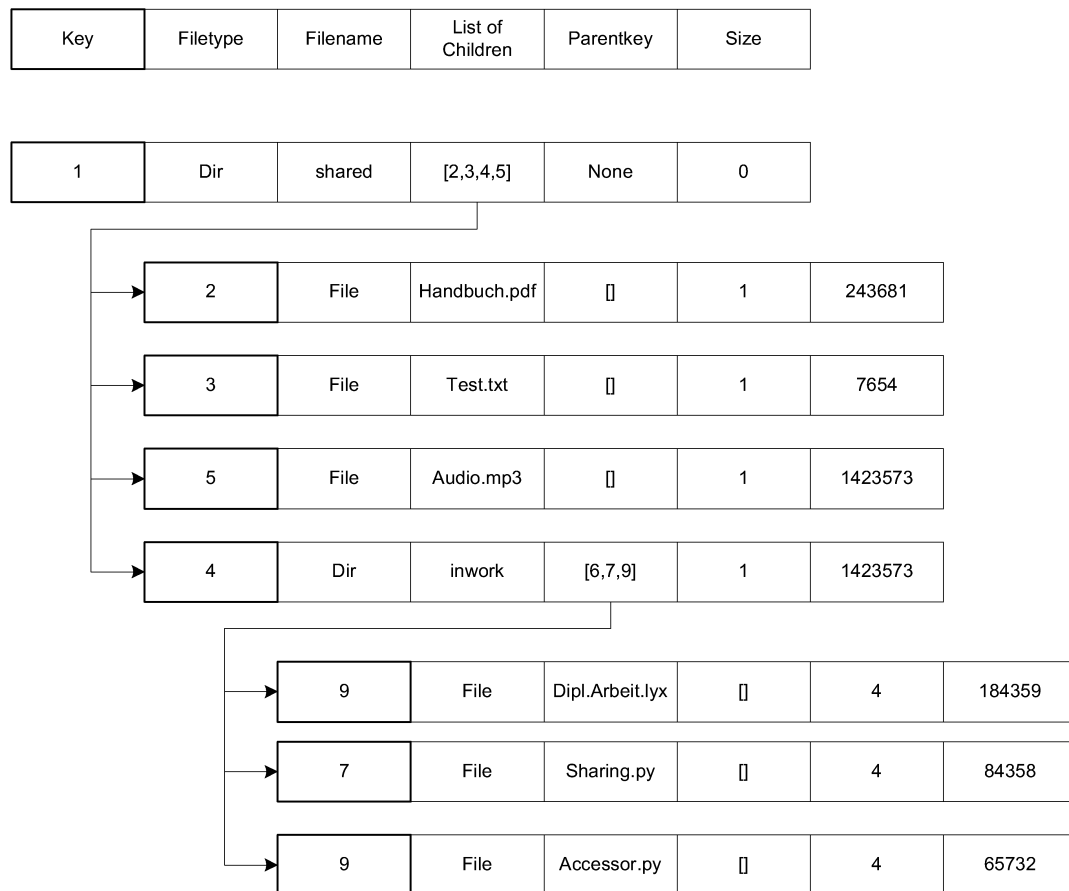 Key Filetype Filename List of Children Parentkey Size
1 Dir shared [2,3,4,5] None 0
2 File Handbuch.pdf [] 1 243681
3 File Test.txt [] 1 7654
5 File Audio.mp3 [] 1 1423573
4 Dir inwork [6,7,9] 1 1423573
9 File Dipl.Arbeit.lyx [] 4 184359
7 File Sharing.py [] 4 84358
9 File Accessor.py [] 4 65732